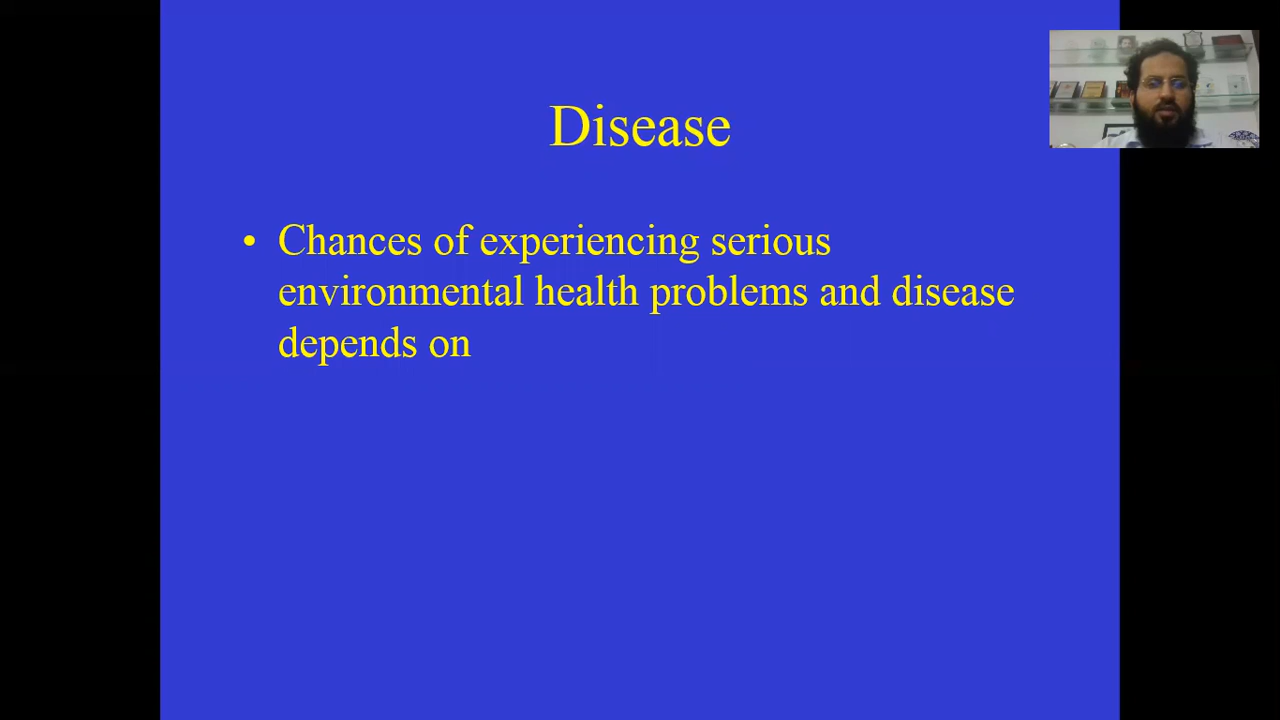 Disease
• Chances of experiencing serious
environmental health problems and disease
depends on